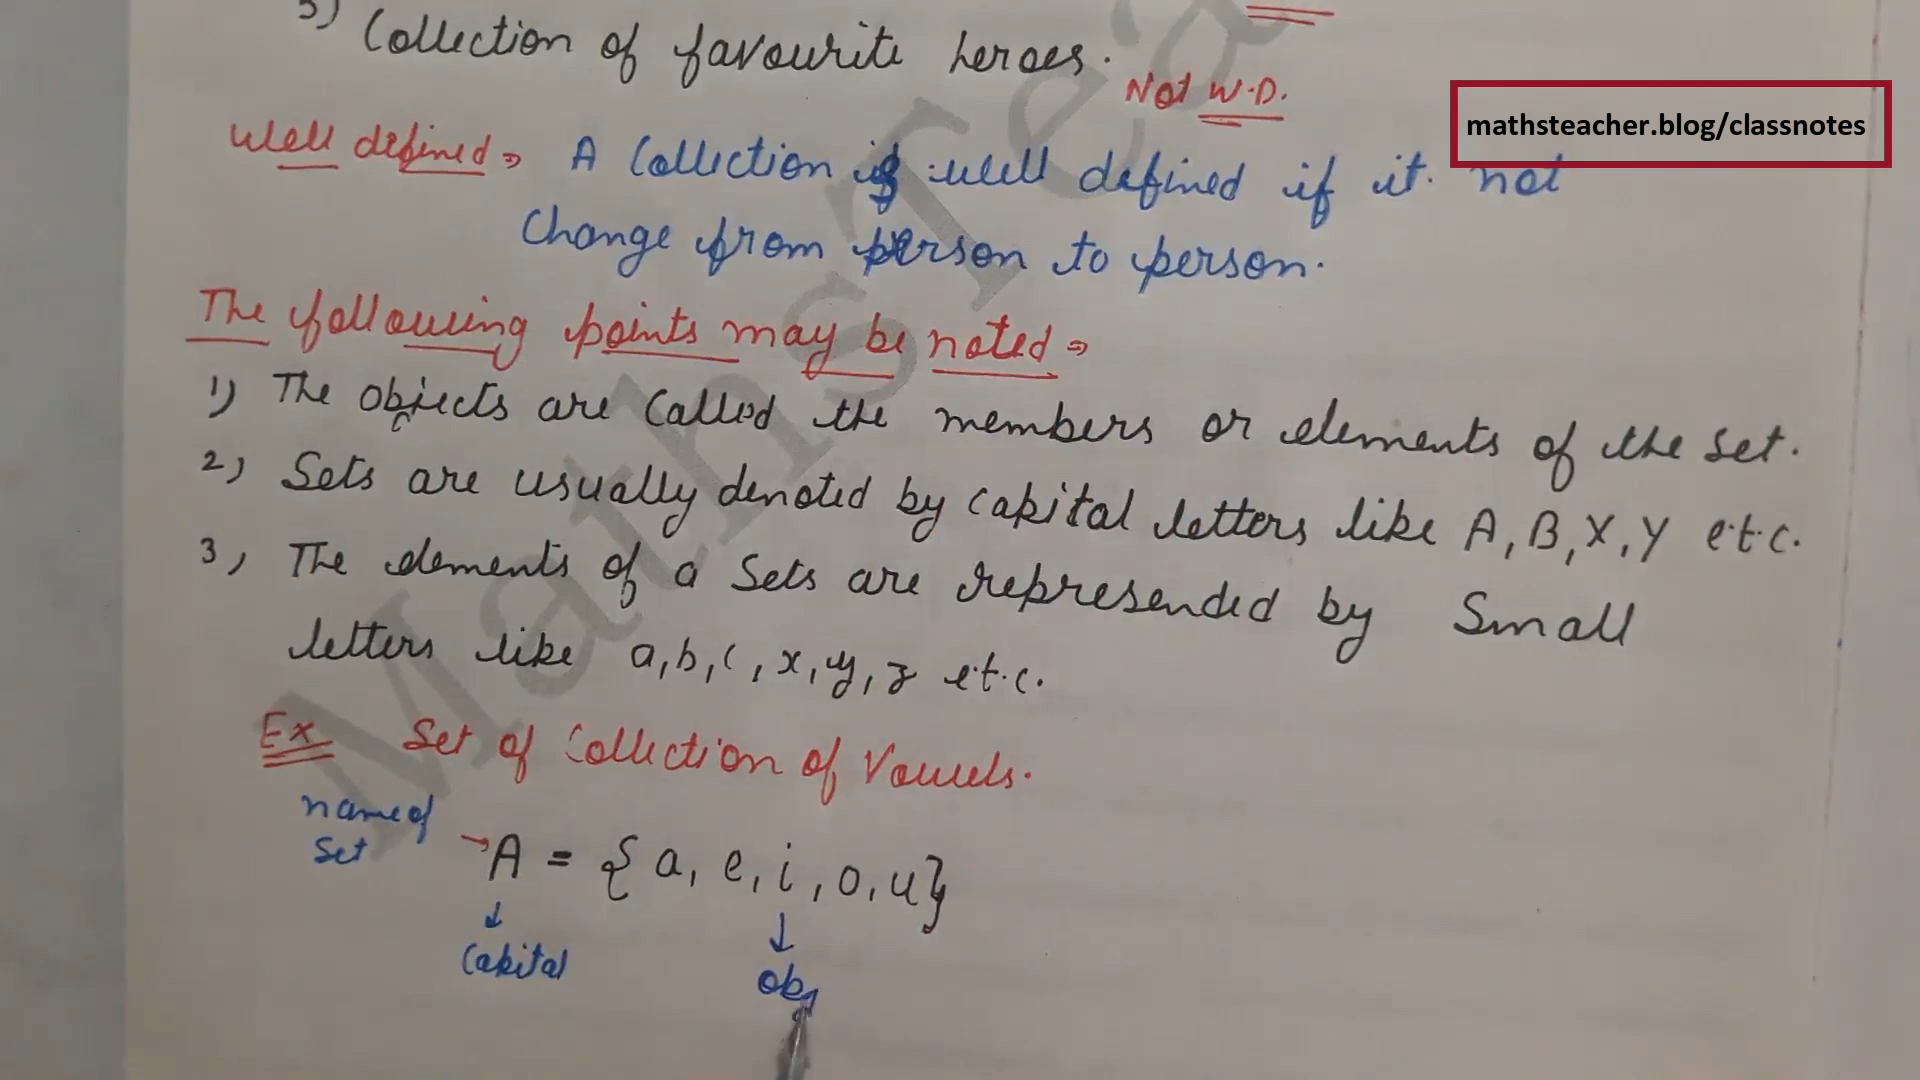 Collection of favourite heroes.
Not W.D.
mathsteacher.blog/classnotes
Well defined ⇒ A Collection is well defined if it not
Change from person to person.
The following points may be noted ⇒
1) The objects are Called the members or elements of the set.
2) Sets are usually denoted by Capital letters like A, B, X, Y e.t.c.
3) The elements of a Sets are represended by Small
letters like a, b, c, x, y, z e.t.c.
Ex Set of Collection of Vowels.
name of
Set → A = { a, e, i, o, u}
↓ ↓
Capital obj
Maths Tea